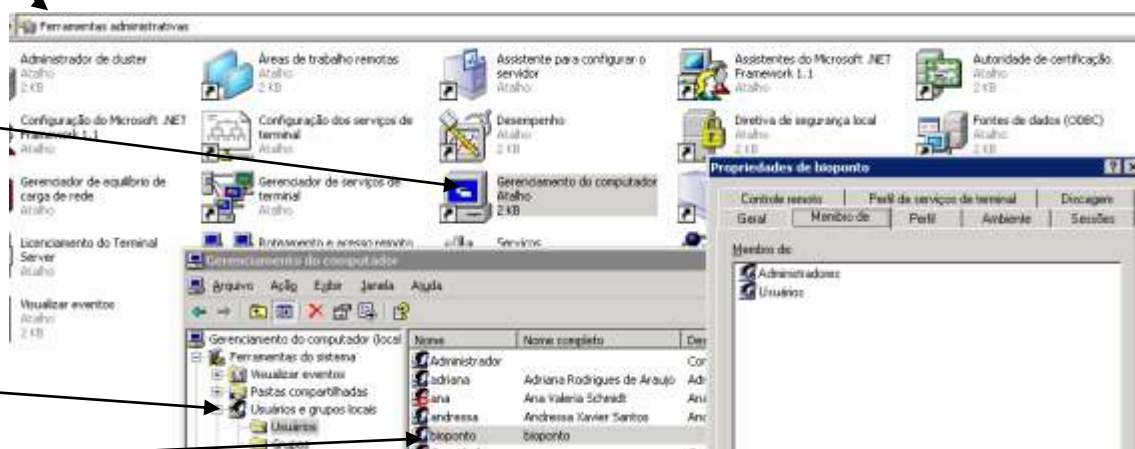 Ferramentas administrativas
Administrador de cluster
Atalho
2 KB
Áreas de trabalho remotas
Atalho
2 KB
Assistente para configurar o
servidor
Atalho
Assistentes do Microsoft .NET
Framework 1.1
Atalho
Autoridade de certificação
Atalho
2 KB
Configuração do Microsoft .NET
Framework 1.1
Atalho
Configuração dos serviços de
terminal
Atalho
Desempenho
Atalho
2 KB
Diretiva de segurança local
Atalho
2 KB
Fontes de dados (ODBC)
Atalho
2 KB
Gerenciador de equilíbrio de
carga de rede
Atalho
Gerenciador de serviços de
terminal
Atalho
Gerenciamento do computador
Atalho
2 KB
Licenciamento do Terminal
Server
Atalho
Roteamento e acesso remoto
Serviços
Visualizar eventos
Atalho
2 KB
Gerenciamento do computador
Arquivo Ação Exibir Janela Ajuda
Gerenciamento do computador (local
Ferramentas do sistema
Visualizar eventos
Pastas compartilhadas
Usuários e grupos locais
Usuários
Grupos
Nome Nome completo Des
Administrador Con
adriana Adriana Rodrigues de Araujo Adr
ana Ana Valeria Schmidt Ana
andressa Andressa Xavier Santos And
bioponto bioponto
Propriedades de bioponto
Controle remoto Perfil de serviços de terminal Discagem
Geral Membro de Perfil Ambiente Sessões
Membro de:
Administradores
Usuários